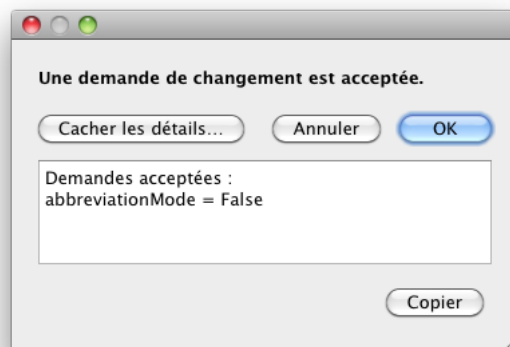 Une demande de changement est acceptée.
Cacher les détails... Annuler OK
Demandes acceptées :
abbreviationMode = False
Copier